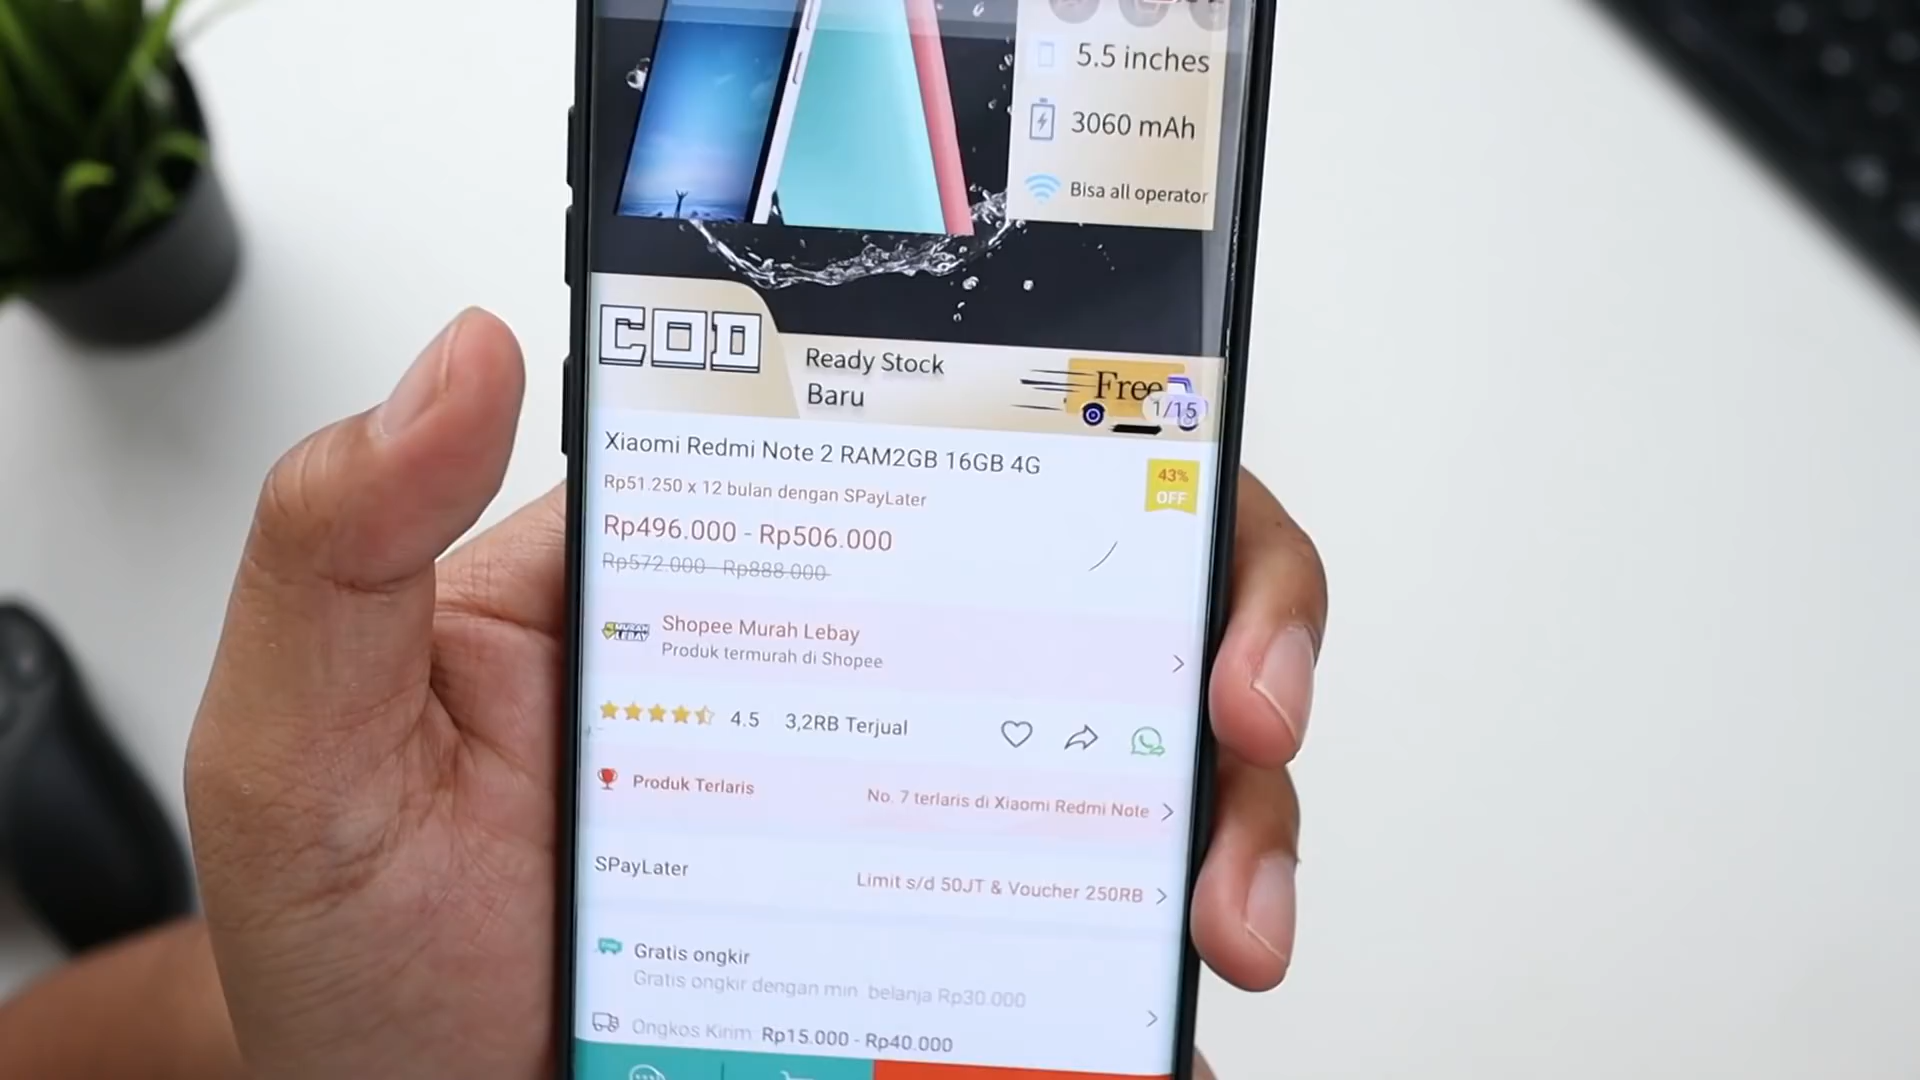 5.5 inches
3060 mAh
Bisa all operator
COD
Ready Stock
Baru
Free
1/15
Xiaomi Redmi Note 2 RAM2GB 16GB 4G
43%
OFF
Rp51.250 x 12 bulan dengan SPayLater
Rp496.000 - Rp506.000
Rp572.000 - Rp888.000
MURAH
LEBAY
Shopee Murah Lebay
Produk termurah di Shopee
4.5
3,2RB Terjual
Produk Terlaris
No. 7 terlaris di Xiaomi Redmi Note
SPayLater
Limit s/d 50JT & Voucher 250RB
Gratis ongkir
Gratis ongkir dengan min. belanja Rp30.000
Ongkos Kirim Rp15.000 - Rp40.000